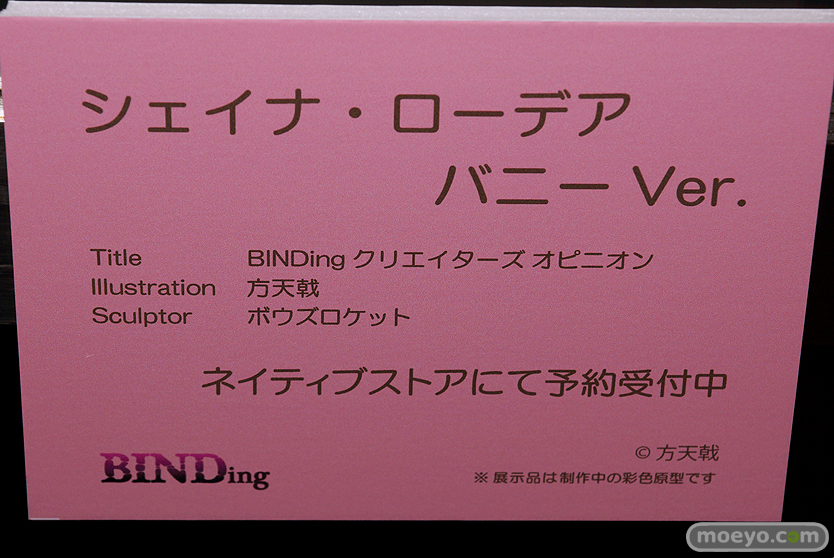 シェイナ・ローデア
バニー Ver.
Title BINDing クリエイターズ オピニオン
Illustration 方天戟
Sculptor ボウズロケット
ネイティブストアにて予約受付中
© 方天戟
BINDing
※ 展示品は制作中の彩色原型です
moeyo.com